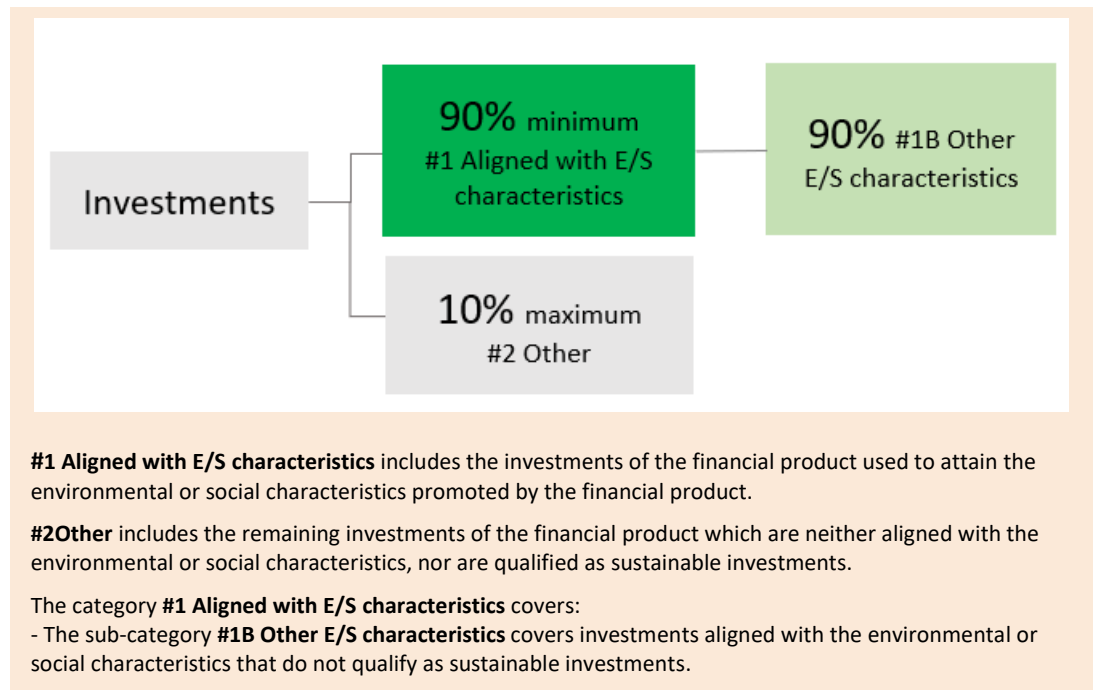 90% minimum
#1 Aligned with E/S
characteristics
90% #1B Other
E/S characteristics
Investments
10% maximum
#2 Other
#1 Aligned with E/S characteristics includes the investments of the financial product used to attain the
environmental or social characteristics promoted by the financial product.
#2Other includes the remaining investments of the financial product which are neither aligned with the
environmental or social characteristics, nor are qualified as sustainable investments.
The category #1 Aligned with E/S characteristics covers:
- The sub-category #1B Other E/S characteristics covers investments aligned with the environmental or
social characteristics that do not qualify as sustainable investments.